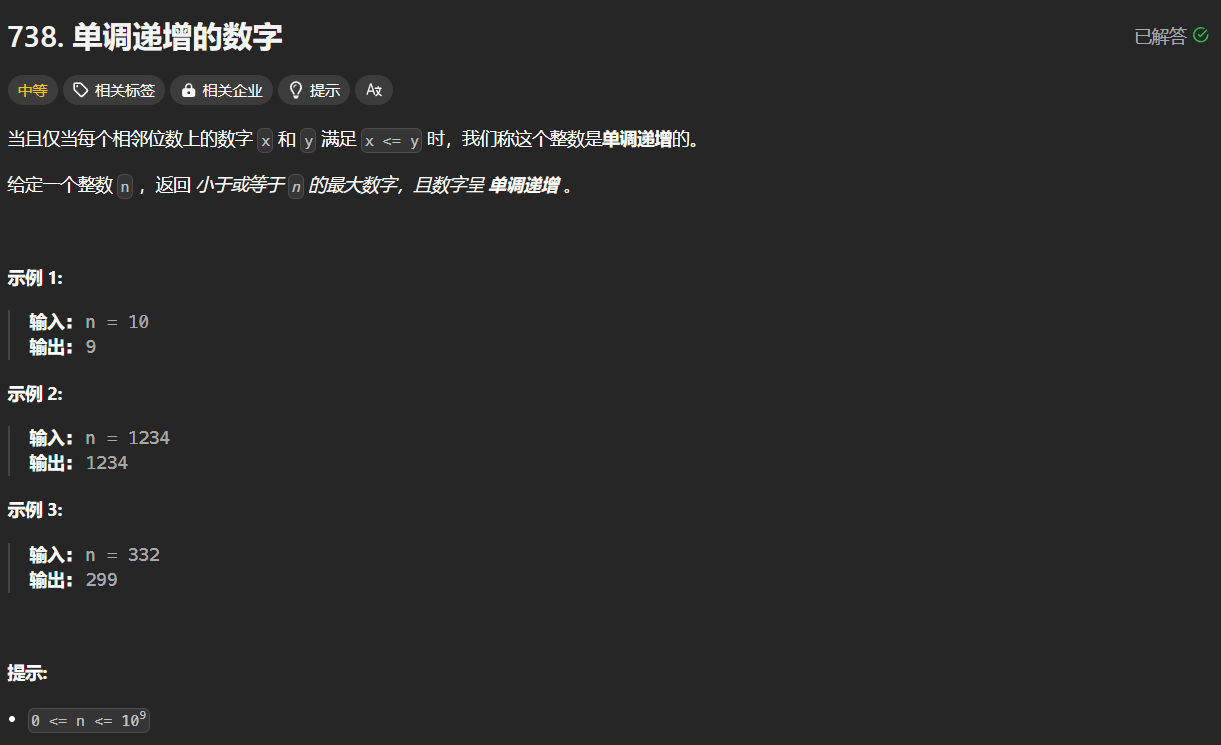 738. 单调递增的数字
已解答
中等 相关标签 相关企业 提示 Ax
当且仅当每个相邻位数上的数字 x 和 y 满足 x <= y 时，我们称这个整数是单调递增的。
给定一个整数 n ，返回 小于或等于 n 的最大数字，且数字呈 单调递增 。
示例 1:
输入: n = 10
输出: 9
示例 2:
输入: n = 1234
输出: 1234
示例 3:
输入: n = 332
输出: 299
提示:
0 <= n <= 10⁹